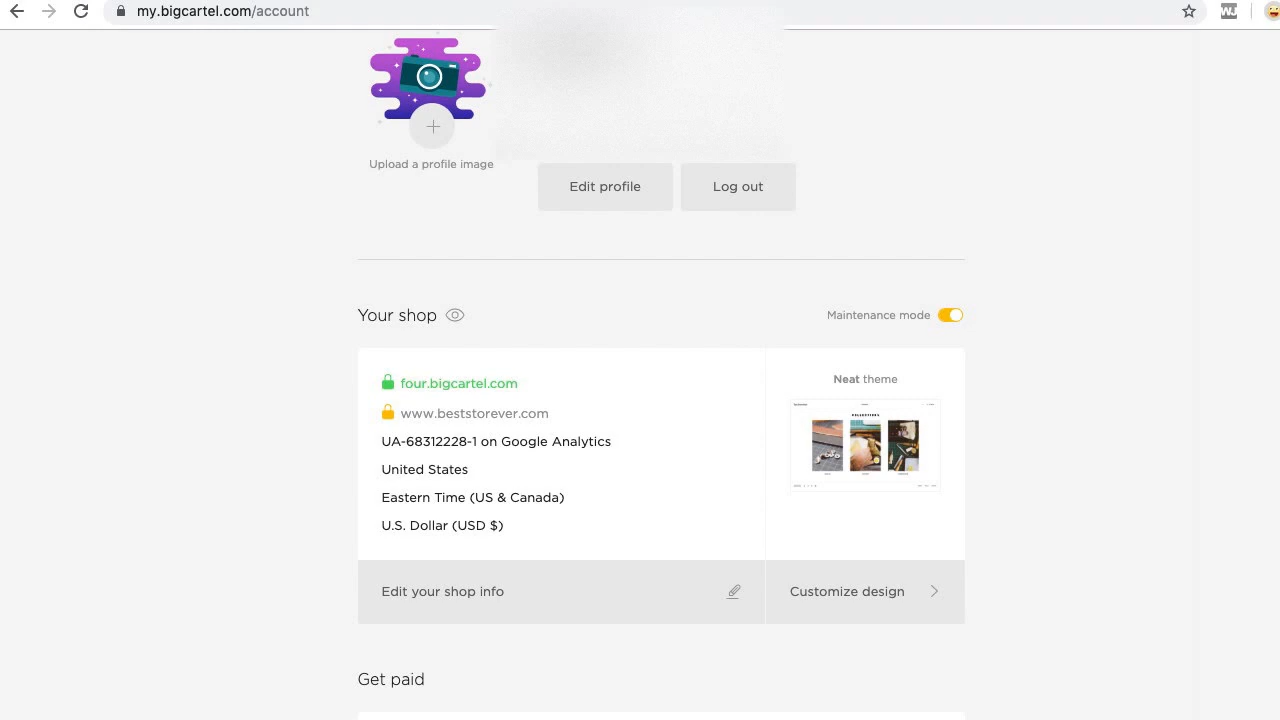 my.bigcartel.com/account
WJ
Upload a profile image
Edit profile
Log out
Your shop
Maintenance mode
four.bigcartel.com
www.beststorever.com
UA-68312228-1 on Google Analytics
United States
Eastern Time (US & Canada)
U.S. Dollar (USD $)
Neat theme
Edit your shop info
Customize design
Get paid